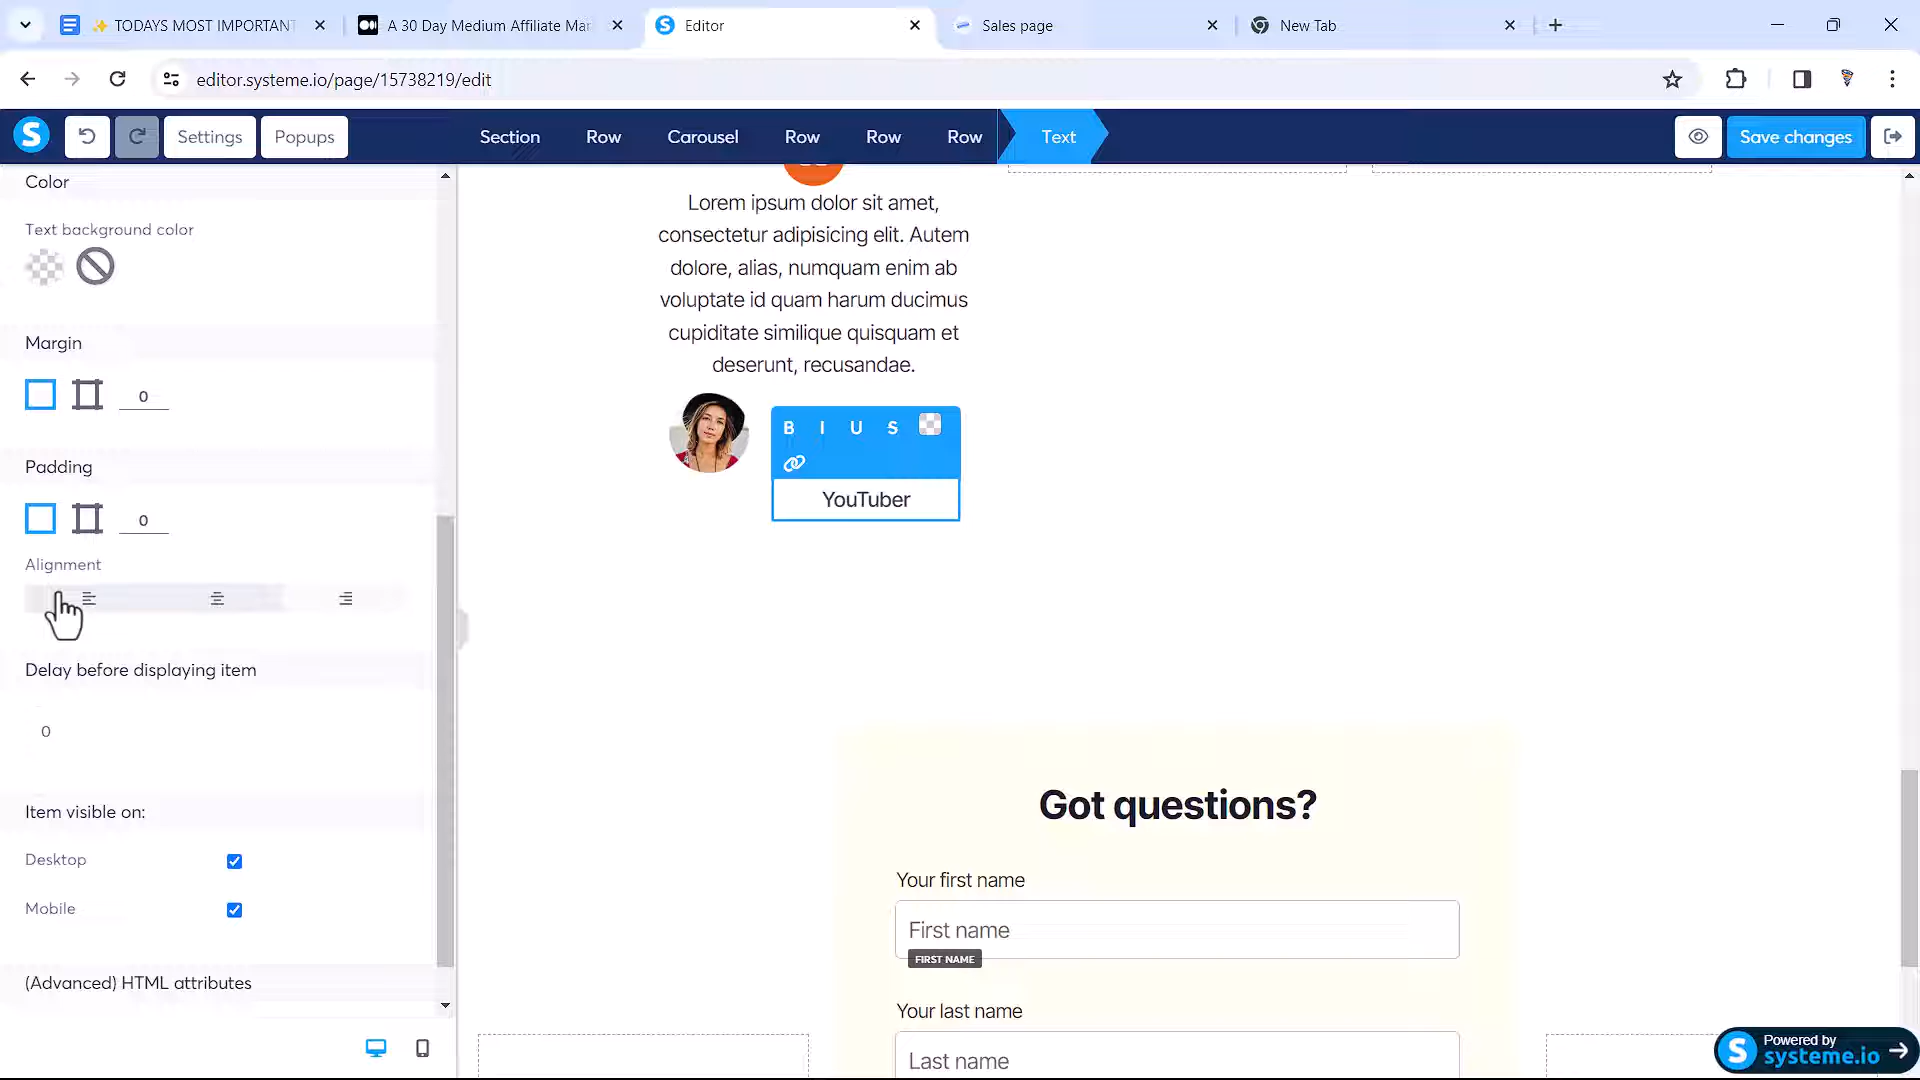 ✨ TODAYS MOST IMPORTANT
A 30 Day Medium Affiliate Mar
Editor
Sales page
New Tab
editor.systeme.io/page/15738219/edit
S
Settings
Popups
Section
Row
Carousel
Row
Row
Row
Text
Save changes
Color
Text background color
Margin
0
Padding
0
Alignment
Delay before displaying item
0
Item visible on:
Desktop
Mobile
(Advanced) HTML attributes
Lorem ipsum dolor sit amet,
consectetur adipisicing elit. Autem
dolore, alias, numquam enim ab
voluptate id quam harum ducimus
cupiditate similique quisquam et
deserunt, recusandae.
B I U S
YouTuber
Got questions?
Your first name
First name
FIRST NAME
Your last name
Last name
S
Powered by
systeme.io